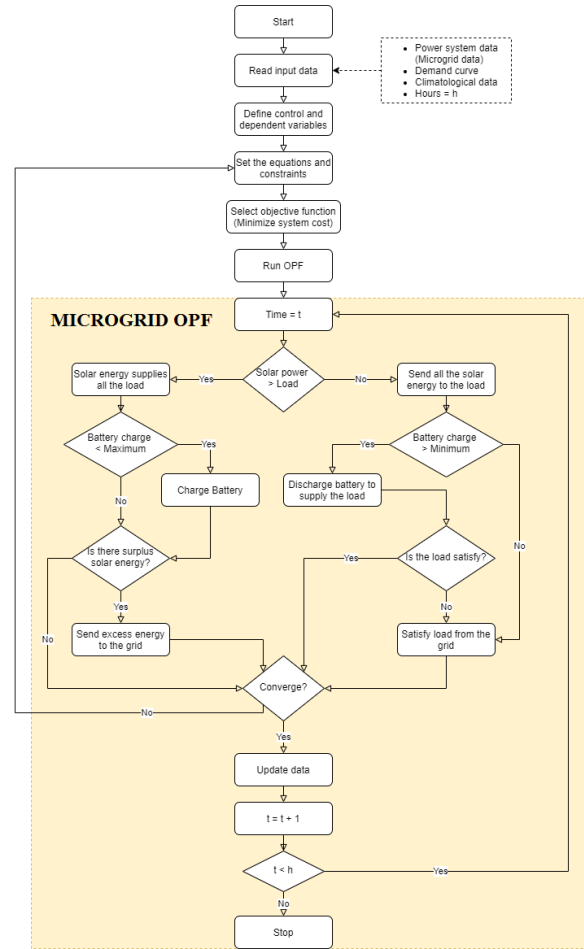 Start
Read input data
• Power system data
(Microgrid data)
• Demand curve
• Climatological data
• Hours = h
Define control and
dependent variables
Set the equations and
constraints
Select objective function
(Minimize system cost)
Run OPF
MICROGRID OPF
Time = t
Solar power
> Load
Yes
No
Solar energy supplies
all the load
Send all the solar
energy to the load
Battery charge
< Maximum
Yes
No
Charge Battery
Battery charge
> Minimum
Yes
No
Discharge battery to
supply the load
Is there surplus
solar energy?
Yes
No
Is the load satisfy?
Yes
No
Send excess energy
to the grid
Satisfy load from the
grid
Converge?
No
Yes
Update data
t = t + 1
t < h
Yes
No
Stop